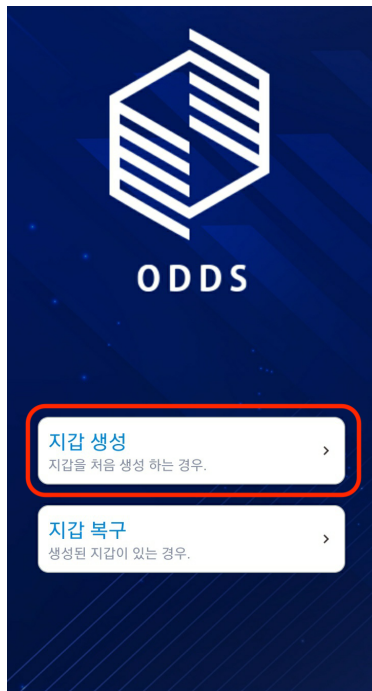 ODDS
지갑 생성
지갑을 처음 생성 하는 경우.
지갑 복구
생성된 지갑이 있는 경우.